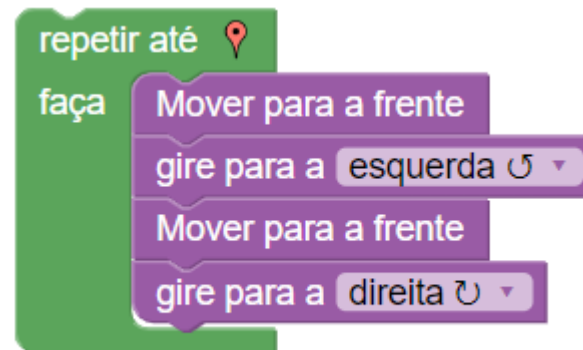 repetir até
faça Mover para a frente
gire para a esquerda ↺
Mover para a frente
gire para a direita ↻